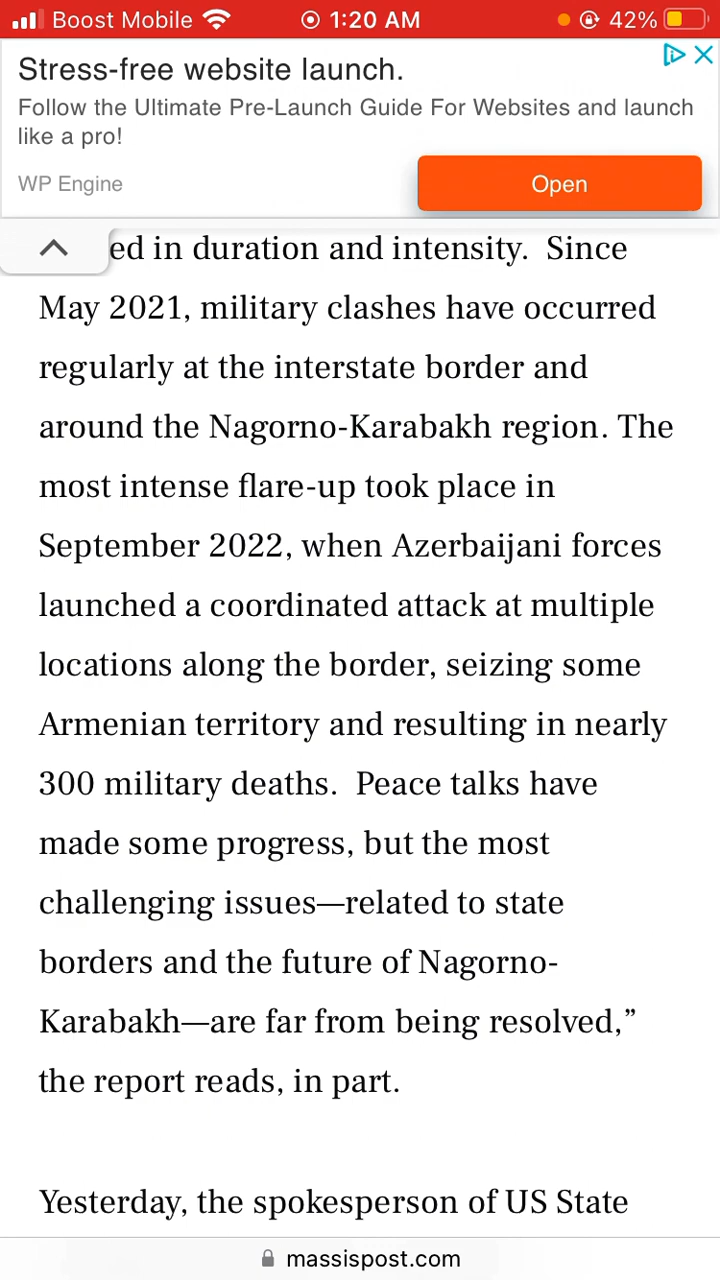 Boost Mobile 1:20 AM 42%
Stress-free website launch.
Follow the Ultimate Pre-Launch Guide For Websites and launch
like a pro!
WP Engine Open
ed in duration and intensity.  Since
May 2021, military clashes have occurred
regularly at the interstate border and
around the Nagorno-Karabakh region. The
most intense flare-up took place in
September 2022, when Azerbaijani forces
launched a coordinated attack at multiple
locations along the border, seizing some
Armenian territory and resulting in nearly
300 military deaths.  Peace talks have
made some progress, but the most
challenging issues—related to state
borders and the future of Nagorno-
Karabakh—are far from being resolved,”
the report reads, in part.
Yesterday, the spokesperson of US State
massispost.com